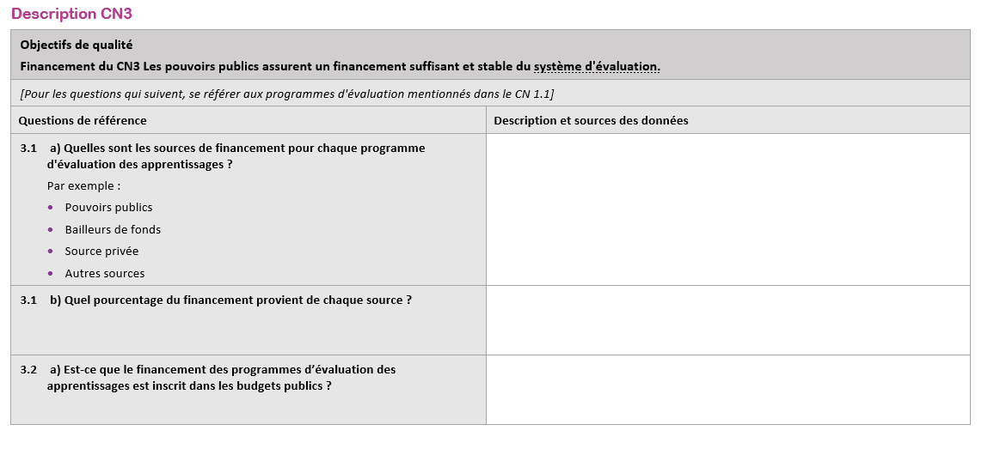 Description CN3
Objectifs de qualité
Financement du CN3 Les pouvoirs publics assurent un financement suffisant et stable du système d'évaluation.
[Pour les questions qui suivent, se référer aux programmes d'évaluation mentionnés dans le CN 1.1]
Questions de référence
Description et sources des données
3.1 a) Quelles sont les sources de financement pour chaque programme
d'évaluation des apprentissages ?
Par exemple :
• Pouvoirs publics
• Bailleurs de fonds
• Source privée
• Autres sources
3.1 b) Quel pourcentage du financement provient de chaque source ?
3.2 a) Est-ce que le financement des programmes d’évaluation des
apprentissages est inscrit dans les budgets publics ?